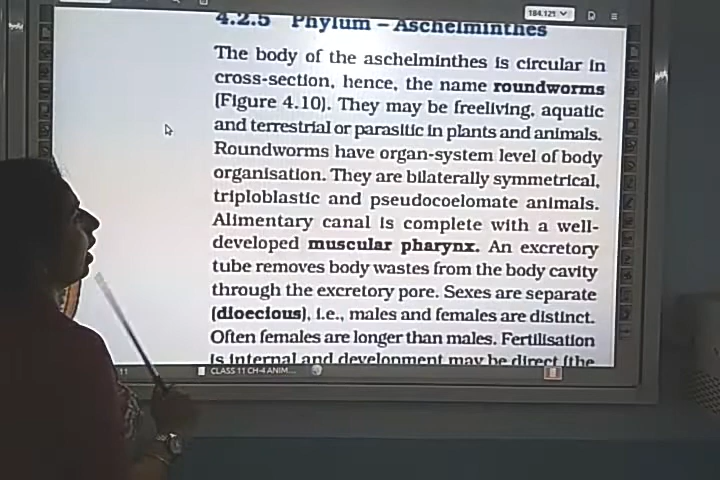 184.121
4.2.5 Phylum – Aschelminthes
The body of the aschelminthes is circular in
cross-section, hence, the name roundworms
(Figure 4.10). They may be freeliving, aquatic
and terrestrial or parasitic in plants and animals.
Roundworms have organ-system level of body
organisation. They are bilaterally symmetrical,
triploblastic and pseudocoelomate animals.
Alimentary canal is complete with a well-
developed muscular pharynx. An excretory
tube removes body wastes from the body cavity
through the excretory pore. Sexes are separate
(dioecious), i.e., males and females are distinct.
Often females are longer than males. Fertilisation
is internal and development may be direct (the
11
CLASS 11 CH-4 ANIM...